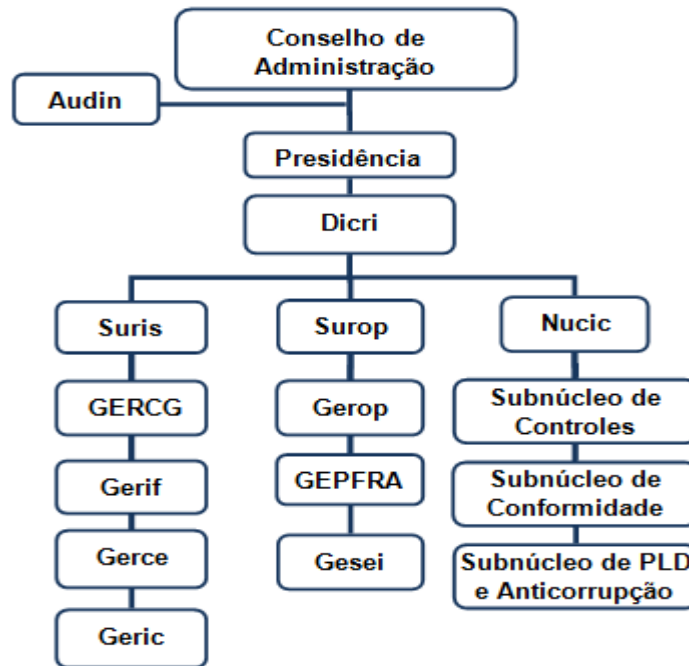 Conselho de
Administração
Audin
Presidência
Dicri
Suris
Surop
Nucic
GERCG
Gerop
Subnúcleo de
Controles
Gerif
GEPFRA
Subnúcleo de
Conformidade
Gerce
Gesei
Subnúcleo de PLD
e Anticorrupção
Geric